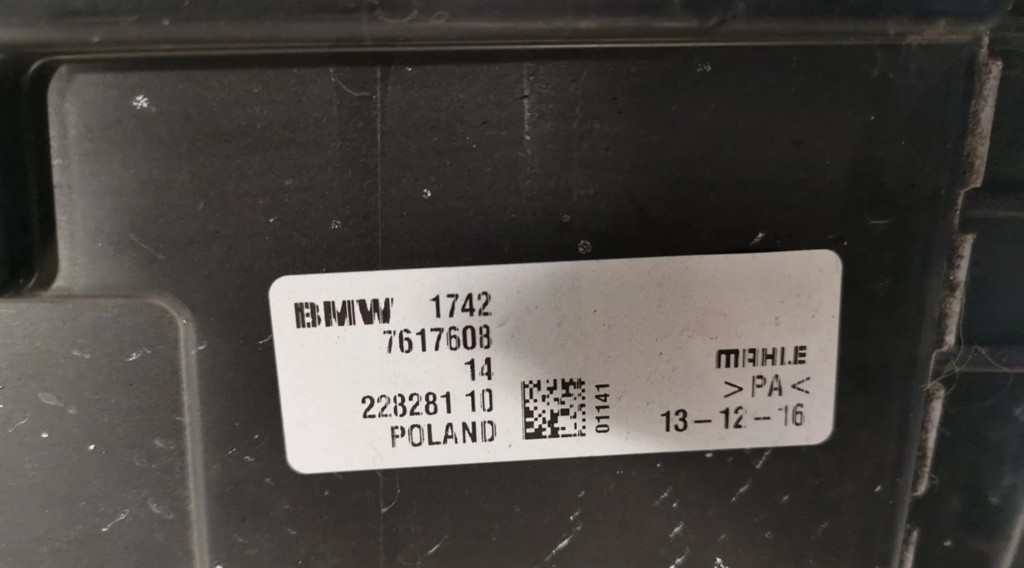 BMW 1742
7617608
14
228281 10
POLAND
01141
MAHLE
>PA<
13-12-16